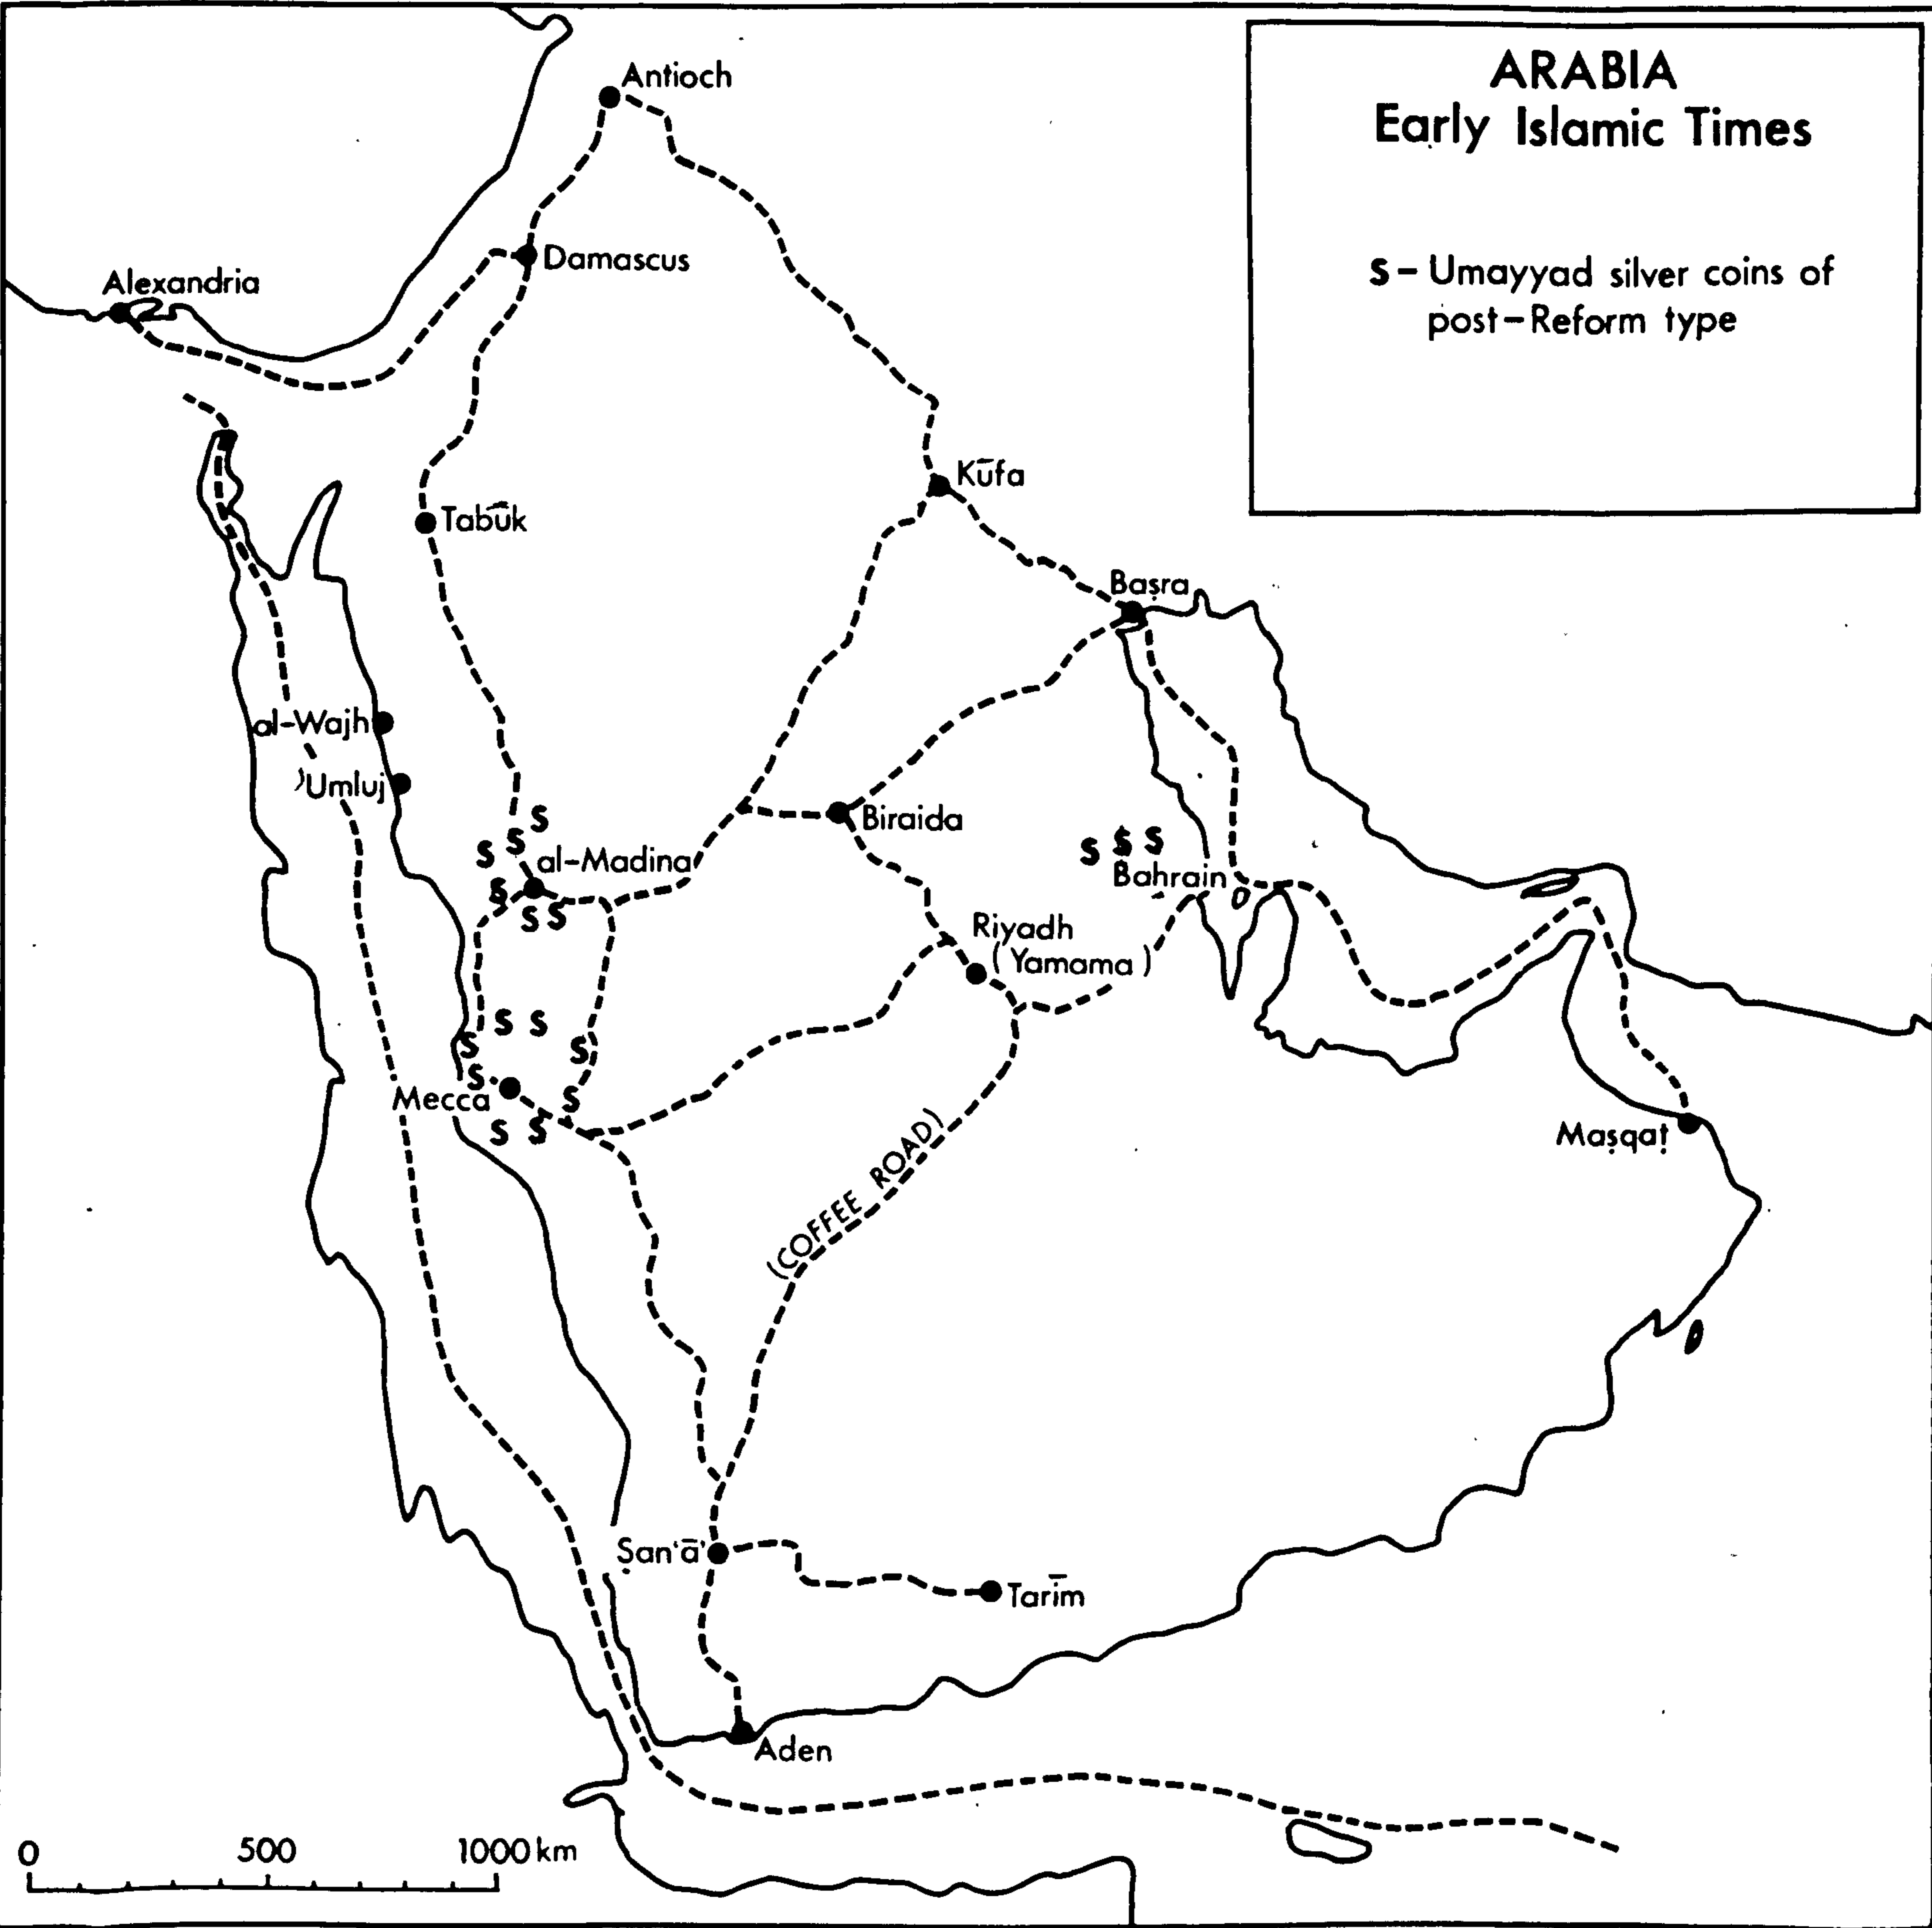 ARABIA
Early Islamic Times
S – Umayyad silver coins of
post – Reform type
Antioch
Damascus
Alexandria
Kūfa
Tabūk
Baṣra
al-Wajh
'Umluj
Biraida
S
S
S
al-Madina
S
S S
S $ S
Bahrain
Riyadh
( Yamama )
S S
S
S
S
Mecca
S
S S
(COFFEE ROAD)
Maṣqaṭ
San‘ā’
Tarīm
Aden
0 500 1000 km